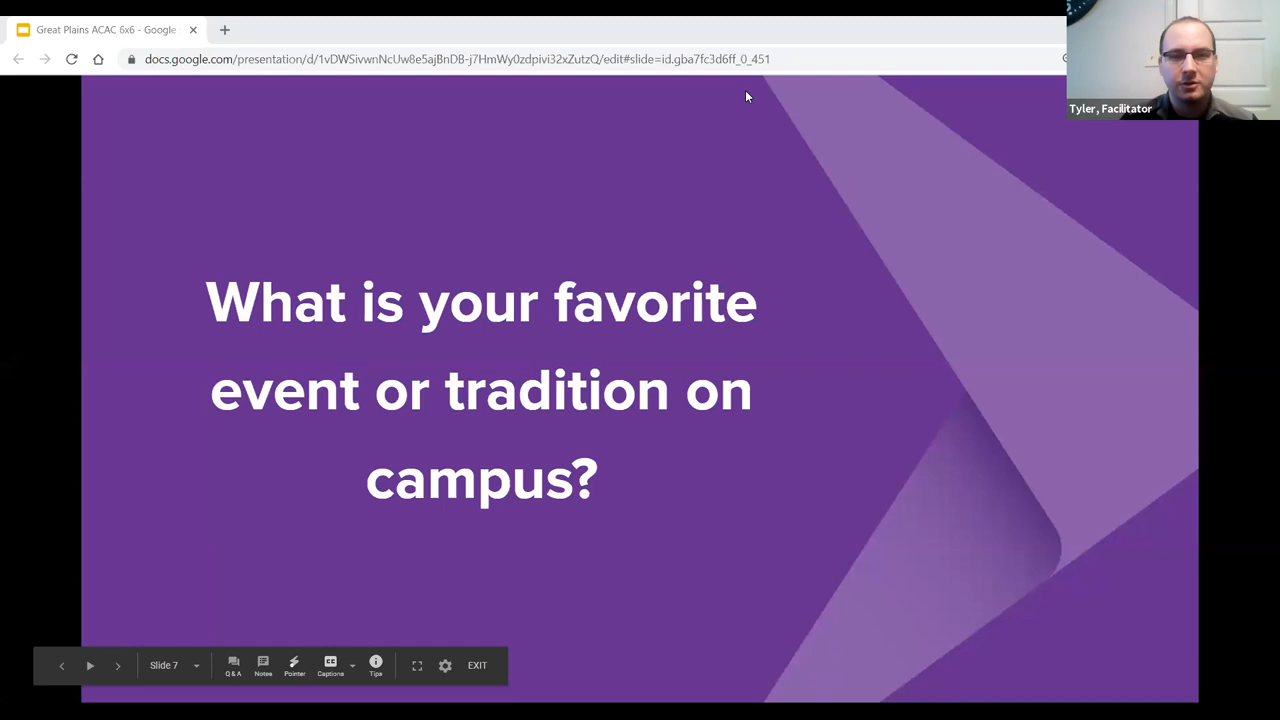 Great Plains ACAC 6x6 - Google
docs.google.com/presentation/d/1vDWSivwnNcUw8e5ajBnDB-j7HmWy0zdpivi32xZutzQ/edit#slide=id.gba7fc3d6ff_0_451
Tyler, Facilitator
What is your favorite
event or tradition on
campus?
Slide 7
Q & A
Notes
Pointer
CC
Captions
Tips
EXIT